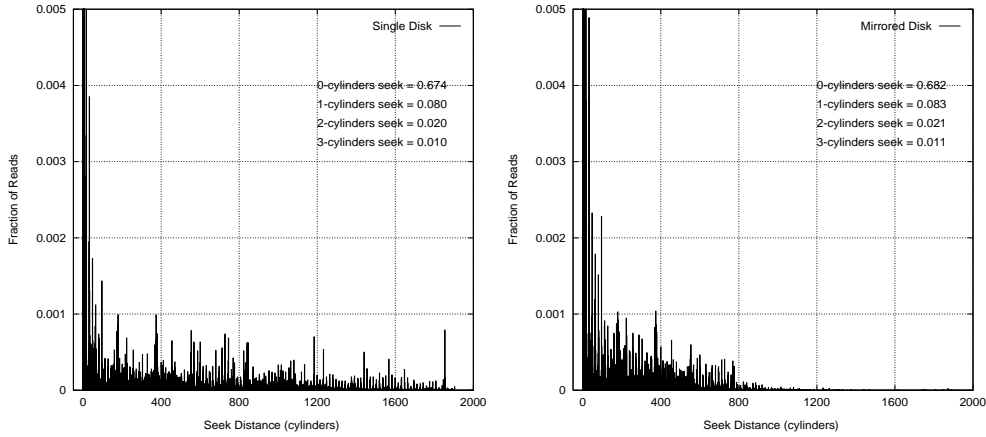 0.005
0.004
0.003
0.002
0.001
0
Fraction of Reads
Single Disk
0-cylinders seek = 0.674
1-cylinders seek = 0.080
2-cylinders seek = 0.020
3-cylinders seek = 0.010
0 400 800 1200 1600 2000
Seek Distance (cylinders)
0.005
0.004
0.003
0.002
0.001
0
Fraction of Reads
Mirrored Disk
0-cylinders seek = 0.682
1-cylinders seek = 0.083
2-cylinders seek = 0.021
3-cylinders seek = 0.011
0 400 800 1200 1600 2000
Seek Distance (cylinders)